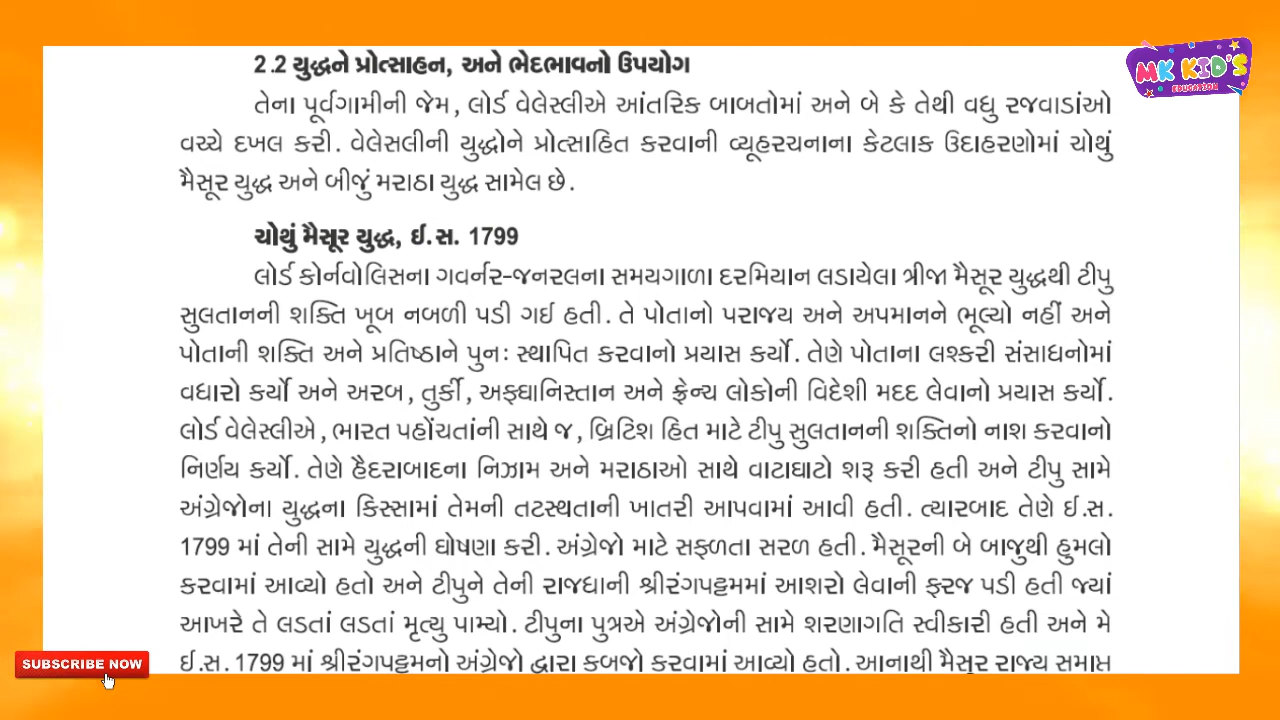 2.2 યુદ્ધને પ્રોત્સાહન, અને ભેદભાવનો ઉપયોગ
તેના પૂર્વગામીની જેમ, લોર્ડ વેલેસ્લીએ આંતરિક બાબતોમાં અને બે કે તેથી વધુ રજવાડાંઓ
વચ્ચે દખલ કરી. વેલેસલીની યુદ્ધોને પ્રોત્સાહિત કરવાની વ્યૂહરચનાના કેટલાક ઉદાહરણોમાં ચોથું
મૈસૂર યુદ્ધ અને બીજું મરાઠા યુદ્ધ સામેલ છે.
ચોથું મૈસૂર યુદ્ધ, ઈ.સ. 1799
લોર્ડ કોર્નવોલિસના ગવર્નર-જનરલના સમયગાળા દરમિયાન લડાયેલા ત્રીજા મૈસૂર યુદ્ધથી ટીપુ
સુલતાનની શક્તિ ખૂબ નબળી પડી ગઈ હતી. તે પોતાનો પરાજય અને અપમાનને ભૂલ્યો નહીં અને
પોતાની શક્તિ અને પ્રતિષ્ઠાને પુનઃ સ્થાપિત કરવાનો પ્રયાસ કર્યો. તેણે પોતાના લશ્કરી સંસાધનોમાં
વધારો કર્યો અને અરબ, તુર્કી, અફઘાનિસ્તાન અને ફ્રેન્ચ લોકોની વિદેશી મદદ લેવાનો પ્રયાસ કર્યો.
લોર્ડ વેલેસ્લીએ, ભારત પહોંચતાંની સાથે જ, બ્રિટિશ હિત માટે ટીપુ સુલતાનની શક્તિનો નાશ કરવાનો
નિર્ણય કર્યો. તેણે હૈદરાબાદના નિઝામ અને મરાઠાઓ સાથે વાટાઘાટો શરૂ કરી હતી અને ટીપુ સામે
અંગ્રેજોના યુદ્ધના કિસ્સામાં તેમની તટસ્થતાની ખાતરી આપવામાં આવી હતી. ત્યારબાદ તેણે ઈ.સ.
1799 માં તેની સામે યુદ્ધની ઘોષણા કરી. અંગ્રેજો માટે સફળતા સરળ હતી. મૈસૂરની બે બાજુથી હુમલો
કરવામાં આવ્યો હતો અને ટીપુને તેની રાજધાની શ્રીરંગપટ્ટમમાં આશરો લેવાની ફરજ પડી હતી જ્યાં
આખરે તે લડતાં લડતાં મૃત્યુ પામ્યો. ટીપુના પુત્રએ અંગ્રેજોની સામે શરણાગતિ સ્વીકારી હતી અને મે
ઈ.સ. 1799 માં શ્રીરંગપટ્ટમનો અંગ્રેજો દ્વારા કબજો કરવામાં આવ્યો હતો. આનાથી મૈસૂર રાજ્ય સમાપ્ત
MK KID'S
EDUCATION
SUBSCRIBE NOW